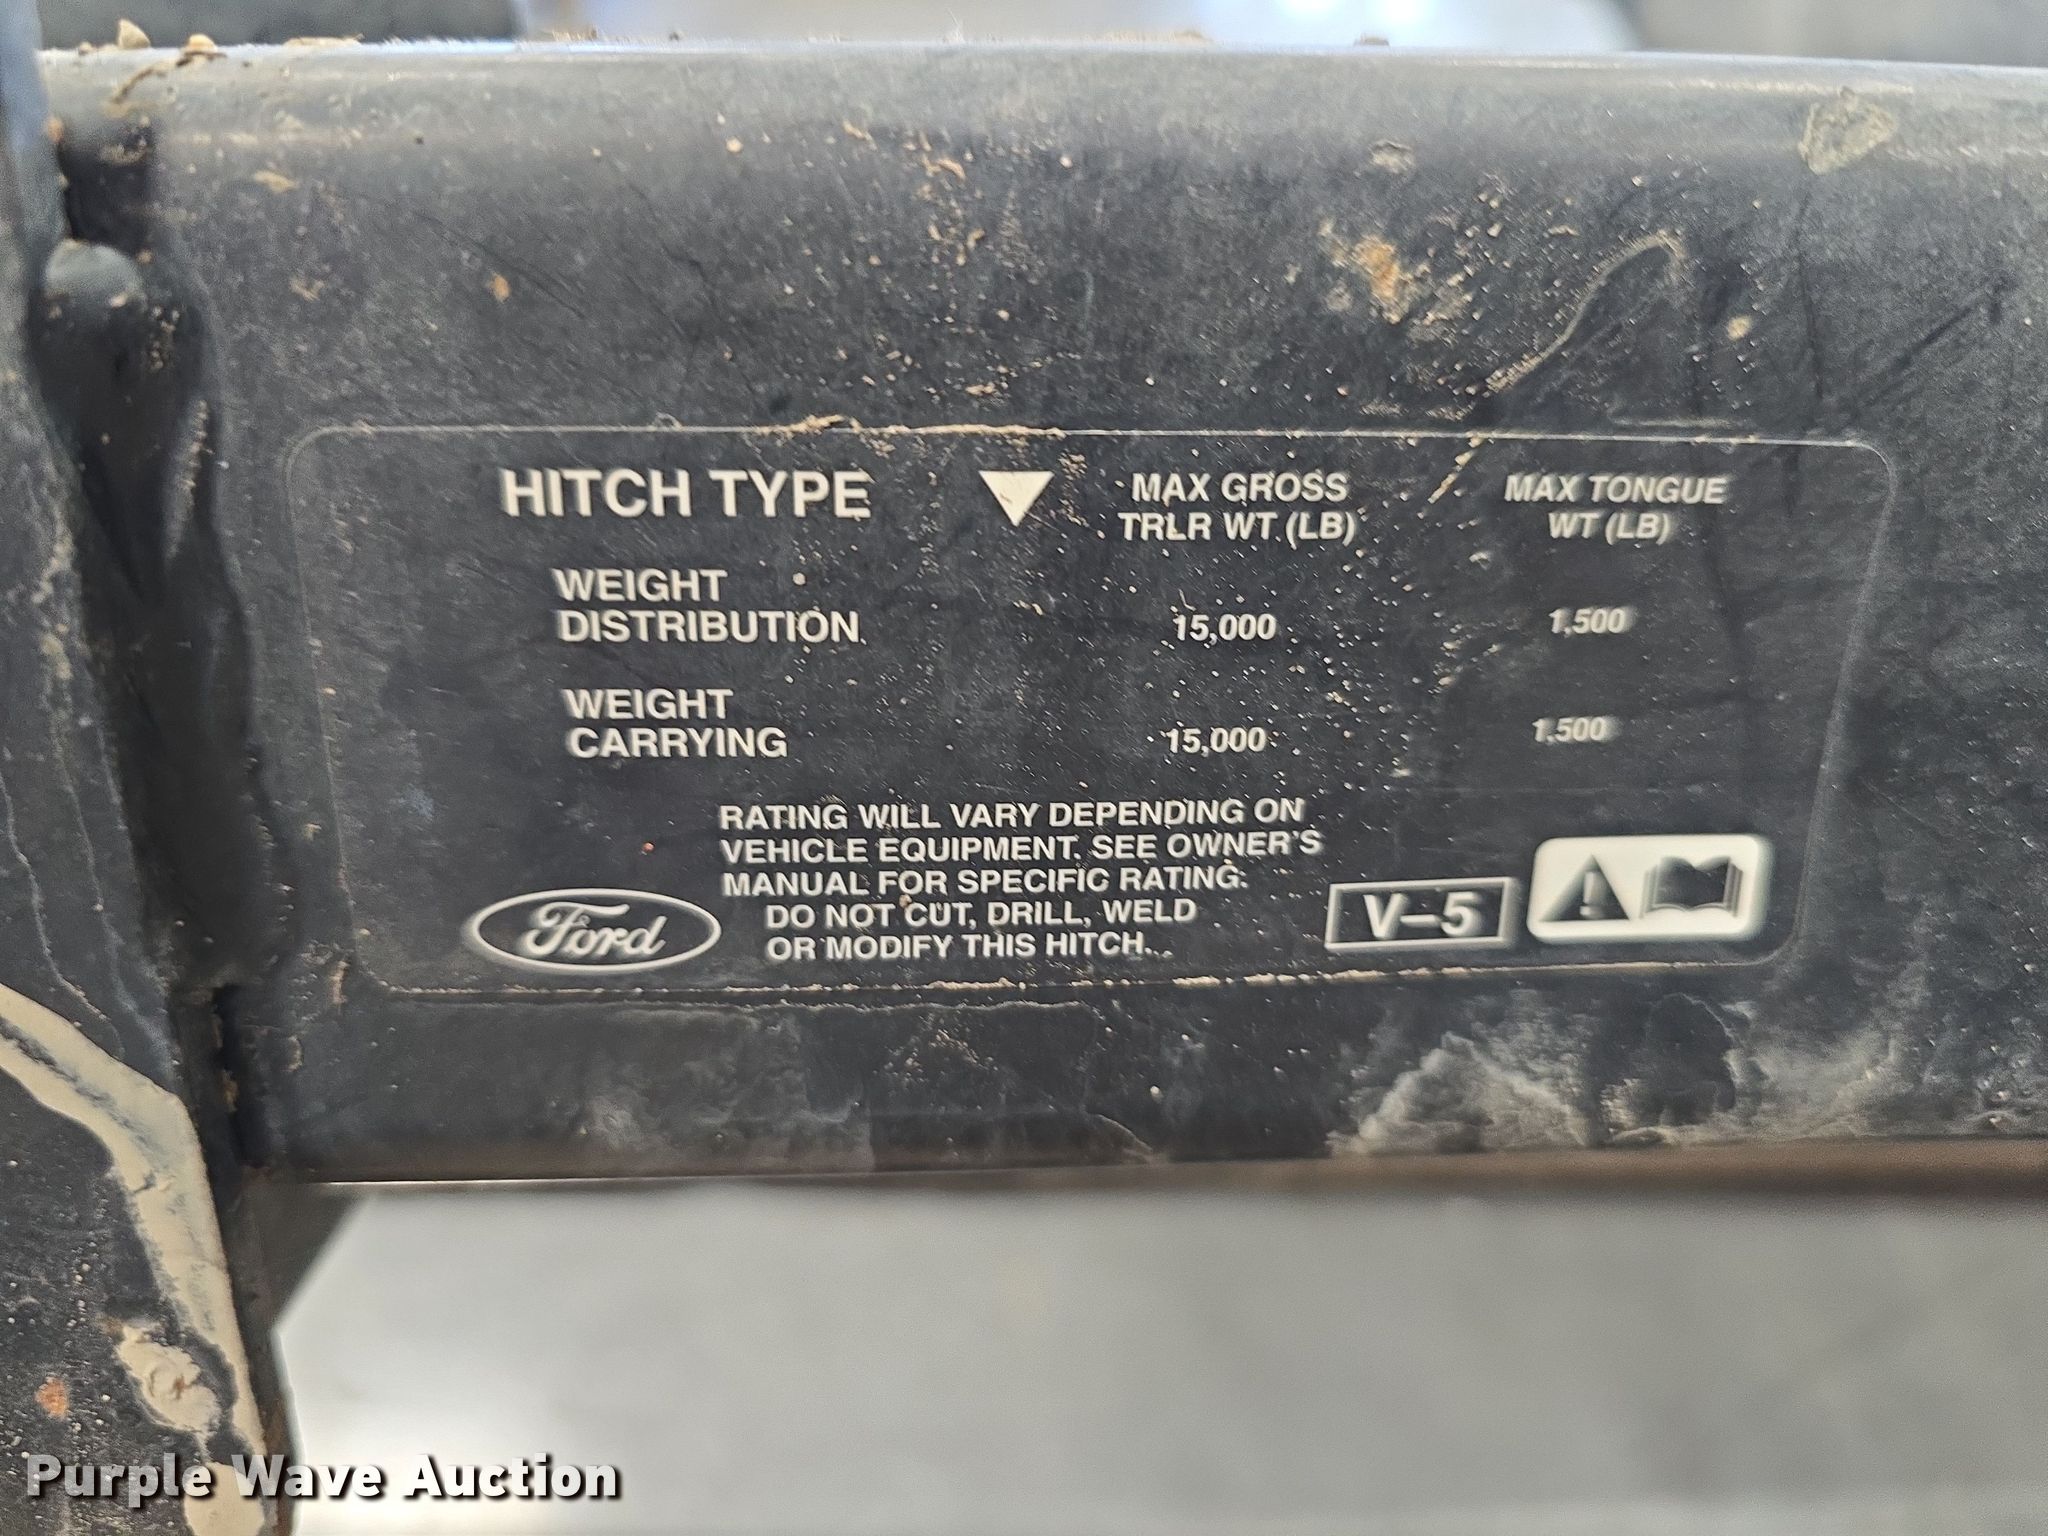 HITCH TYPE MAX GROSS TRLR WT (LB) MAX TONGUE WT (LB)
WEIGHT
DISTRIBUTION 15,000 1,500
WEIGHT
CARRYING 15,000 1,500
RATING WILL VARY DEPENDING ON
VEHICLE EQUIPMENT. SEE OWNER'S
MANUAL FOR SPECIFIC RATING.
DO NOT CUT, DRILL, WELD
OR MODIFY THIS HITCH.
Ford
V-5
Purple Wave Auction